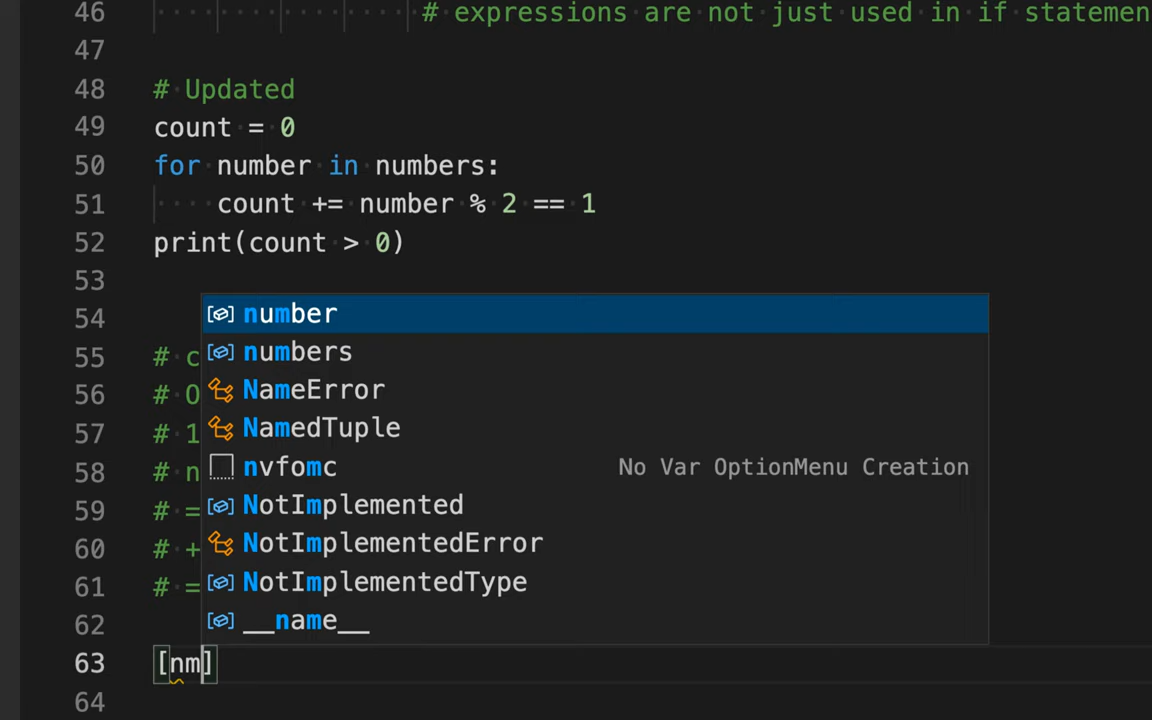 46 # expressions are not just used in if statemen
47
48 # Updated
49 count = 0
50 for number in numbers:
51 count += number % 2 == 1
52 print(count > 0)
53
number
54
numbers
55 # c
NameError
56 # O
NamedTuple
57 # 1
nvfomc No Var OptionMenu Creation
58 # n
NotImplemented
59 # =
NotImplementedError
60 # +
NotImplementedType
61 # =
__name__
62
63 [nm]
64